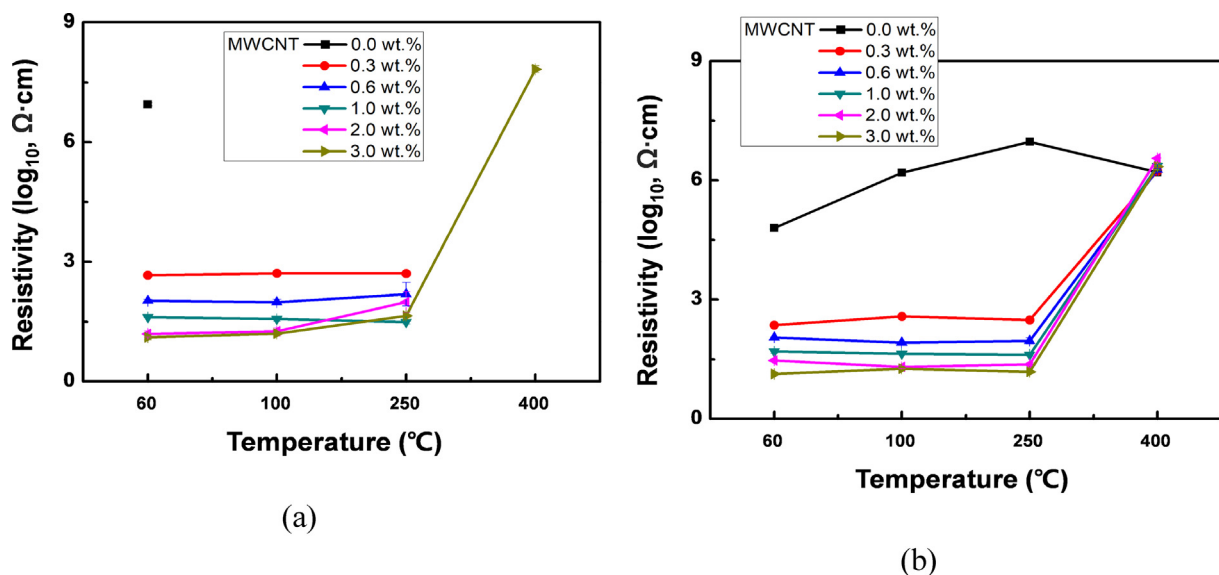 Resistivity (log10, Ω·cm)
9
6
3
0
MWCNT
0.0 wt.%
0.3 wt.%
0.6 wt.%
1.0 wt.%
2.0 wt.%
3.0 wt.%
60 100 250 400
Temperature (℃)
(a)
Resistivity (log10, Ω·cm)
9
6
3
0
MWCNT
0.0 wt.%
0.3 wt.%
0.6 wt.%
1.0 wt.%
2.0 wt.%
3.0 wt.%
60 100 250 400
Temperature (℃)
(b)